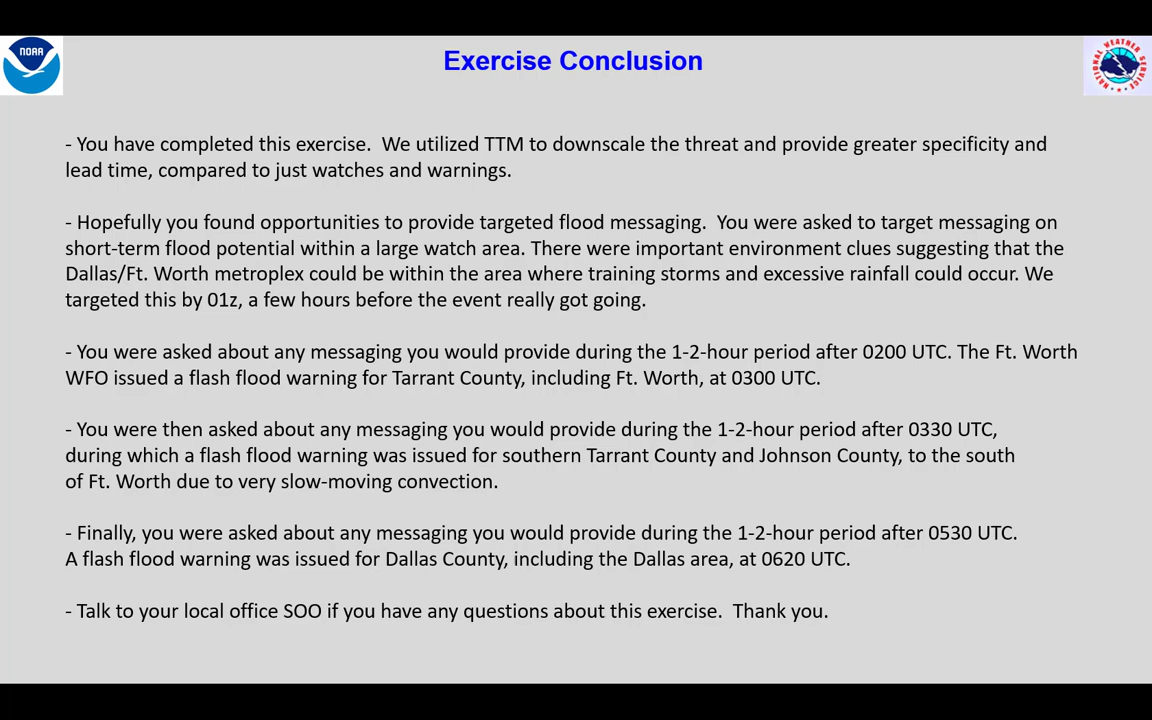 NOAA
NATIONAL WEATHER SERVICE
Exercise Conclusion
- You have completed this exercise.  We utilized TTM to downscale the threat and provide greater specificity and
lead time, compared to just watches and warnings.
- Hopefully you found opportunities to provide targeted flood messaging.  You were asked to target messaging on
short-term flood potential within a large watch area. There were important environment clues suggesting that the
Dallas/Ft. Worth metroplex could be within the area where training storms and excessive rainfall could occur. We
targeted this by 01z, a few hours before the event really got going.
- You were asked about any messaging you would provide during the 1-2-hour period after 0200 UTC. The Ft. Worth
WFO issued a flash flood warning for Tarrant County, including Ft. Worth, at 0300 UTC.
- You were then asked about any messaging you would provide during the 1-2-hour period after 0330 UTC,
during which a flash flood warning was issued for southern Tarrant County and Johnson County, to the south
of Ft. Worth due to very slow-moving convection.
- Finally, you were asked about any messaging you would provide during the 1-2-hour period after 0530 UTC.
A flash flood warning was issued for Dallas County, including the Dallas area, at 0620 UTC.
- Talk to your local office SOO if you have any questions about this exercise.  Thank you.